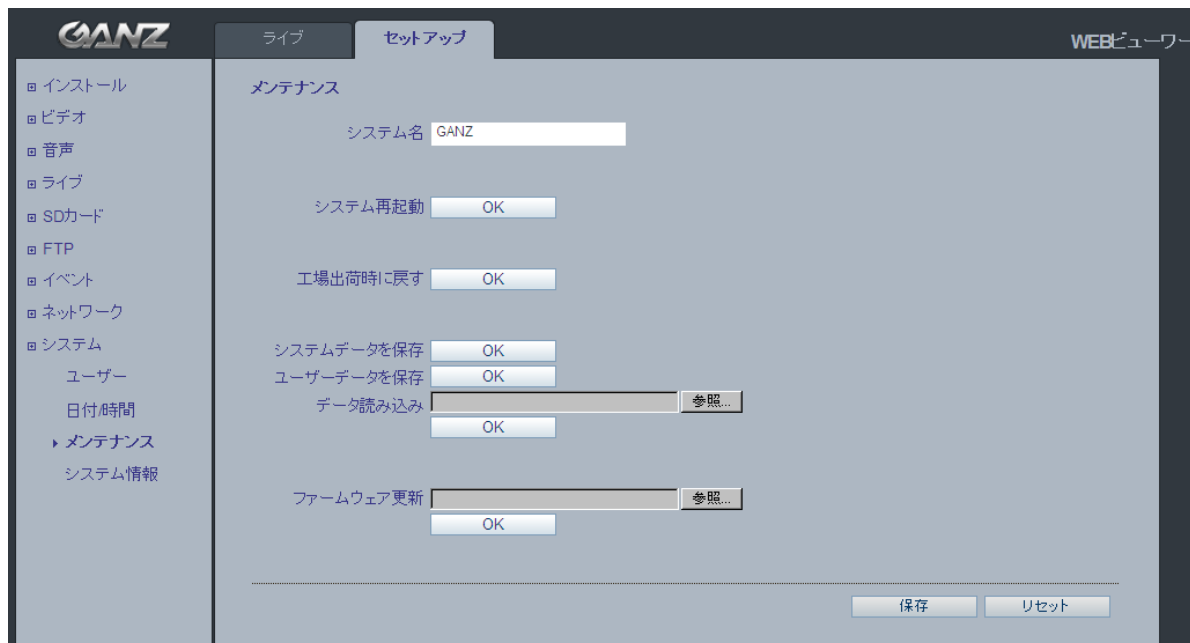 GANZ
ライブ
セットアップ
WEBビューワー
インストール
ビデオ
音声
ライブ
SDカード
FTP
イベント
ネットワーク
システム
ユーザー
日付/時間
メンテナンス
システム情報
メンテナンス
システム名 GANZ
システム再起動 OK
工場出荷時に戻す OK
システムデータを保存 OK
ユーザーデータを保存 OK
データ読み込み 参照...
OK
ファームウェア更新 参照...
OK
保存 リセット